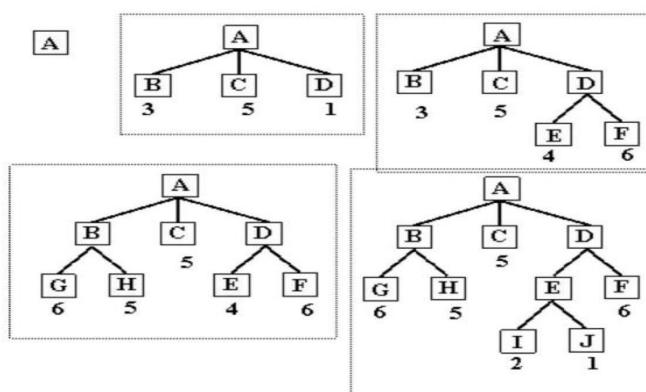 A
A
B C D
3 5 1
A
B C D
3 5
E F
4 6
A
B C D
5
G H E F
6 5 4 6
A
B C D
5
G H E F
6 5 6
I J
2 1